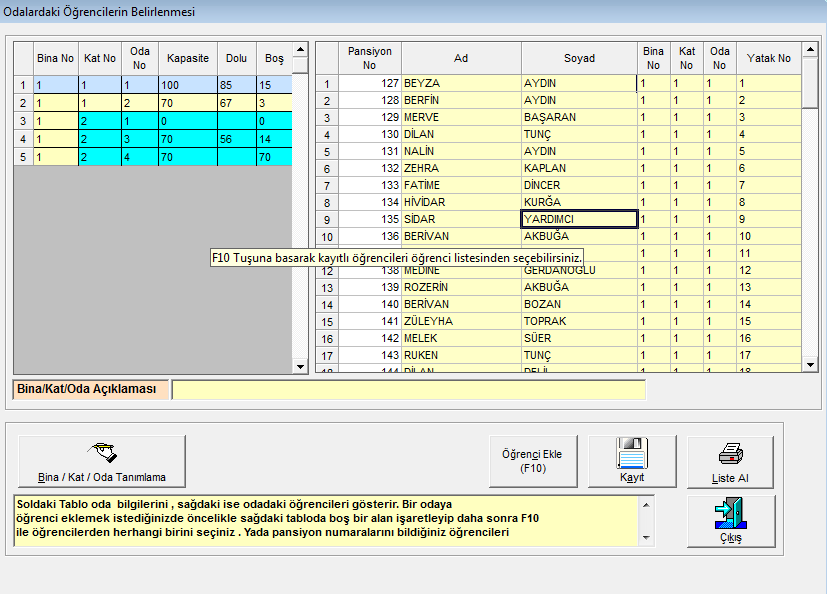 Odalardaki Öğrencilerin Belirlenmesi
Bina No Kat No Oda No Kapasite Dolu Boş
1 1 1 1 100 85 15
2 1 1 2 70 67 3
3 1 2 1 0 0
4 1 2 3 70 56 14
5 1 2 4 70 70
Pansiyon No Ad Soyad Bina No Kat No Oda No Yatak No
1 127 BEYZA AYDIN 1 1 1 1
2 128 BERFİN AYDIN 1 1 1 2
3 129 MERVE BAŞARAN 1 1 1 3
4 130 DİLAN TUNÇ 1 1 1 4
5 131 NALİN AYDIN 1 1 1 5
6 132 ZEHRA KAPLAN 1 1 1 6
7 133 FATİME DİNCER 1 1 1 7
8 134 HİVİDAR KURĞA 1 1 1 8
9 135 SİDAR YARDIMCI 1 1 1 9
10 136 BERİVAN AKBUĞA 1 1 1 10
1 1 1 11
F10 Tuşuna basarak kayıtlı öğrencileri öğrenci listesinden seçebilirsiniz.
12 138 MEDİNE GERDANOĞLU 1 1 1 12
13 139 ROZERİN AKBUĞA 1 1 1 13
14 140 BERİVAN BOZAN 1 1 1 14
15 141 ZÜLEYHA TOPRAK 1 1 1 15
16 142 MELEK SÜER 1 1 1 16
17 143 RUKEN TUNÇ 1 1 1 17
18 144 DİLAN 1 1 1 18
Bina/Kat/Oda Açıklaması
Bina / Kat / Oda Tanımlama
Öğrenci Ekle
(F10)
Kayıt
Liste Al
Soldaki Tablo oda bilgilerini , sağdaki ise odadaki öğrencileri gösterir. Bir odaya
öğrenci eklemek istediğinizde öncelikle sağdaki tabloda boş bir alan işaretleyip daha sonra F10
ile öğrencilerden herhangi birini seçiniz . Yada pansiyon numaralarını bildiğiniz öğrencileri
Çıkış